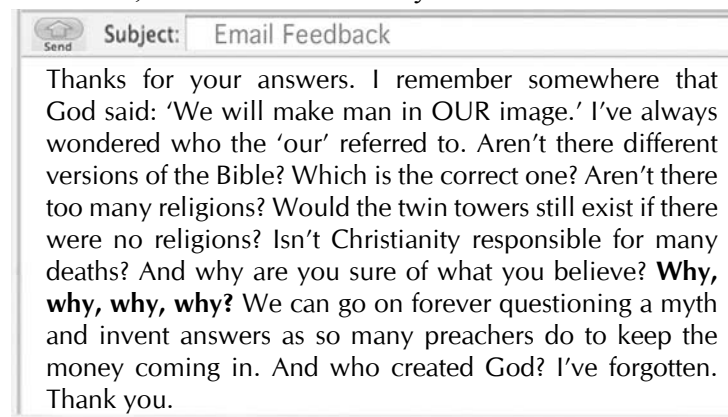 Send Subject: Email Feedback
Thanks for your answers. I remember somewhere that
God said: ‘We will make man in OUR image.’ I’ve always
wondered who the ‘our’ referred to. Aren’t there different
versions of the Bible? Which is the correct one? Aren’t there
too many religions? Would the twin towers still exist if there
were no religions? Isn’t Christianity responsible for many
deaths? And why are you sure of what you believe? Why,
why, why, why? We can go on forever questioning a myth
and invent answers as so many preachers do to keep the
money coming in. And who created God? I’ve forgotten.
Thank you.